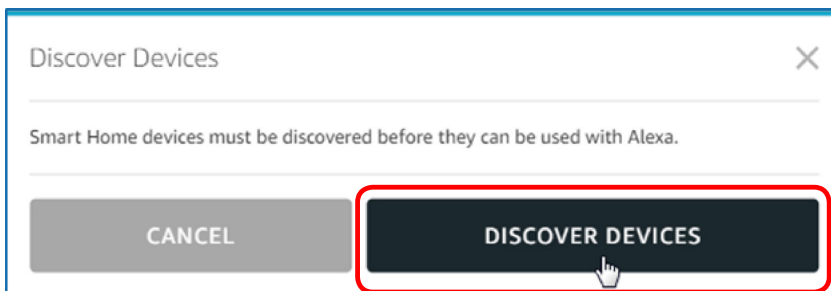 Discover Devices
Smart Home devices must be discovered before they can be used with Alexa.
CANCEL
DISCOVER DEVICES